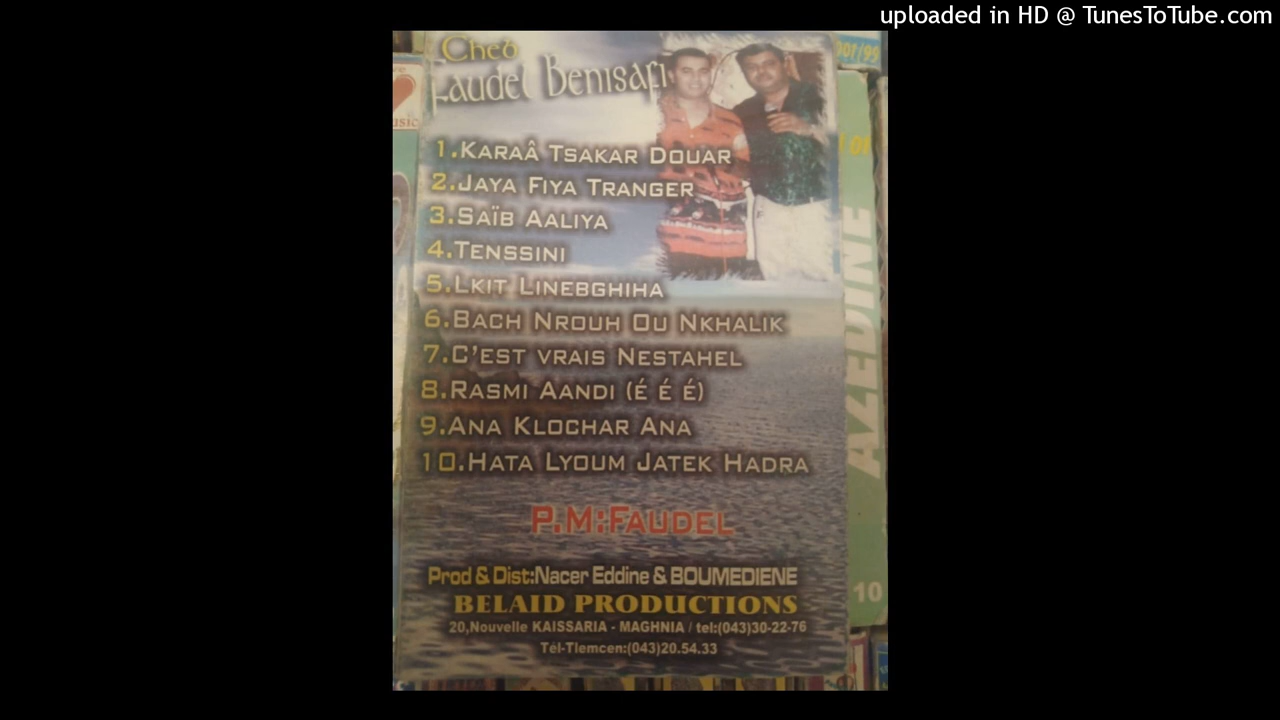 uploaded in HD @ TunesToTube.com
Cheb
Faudel Benisafi
1.Karaâ Tsakar Douar
2.Jaya Fiya Tranger
3.Saïb Aaliya
4.Tenssini
5.Lkit Linebghiha
6.Bach Nrouh Ou Nkhalik
7.C'est vrais Nestahel
8.Rasmi Aandi (É É É)
9.Ana Klochar Ana
10.Hata Lyoum Jatek Hadra
P.M:Faudel
Prod & Dist:Nacer Eddine & BOUMEDIENE
BELAID PRODUCTIONS
20,Nouvelle KAISSARIA - MAGHNIA / tel:(043)30-22-76
Tél-Tlemcen:(043)20.54.33
AZEDINE
10